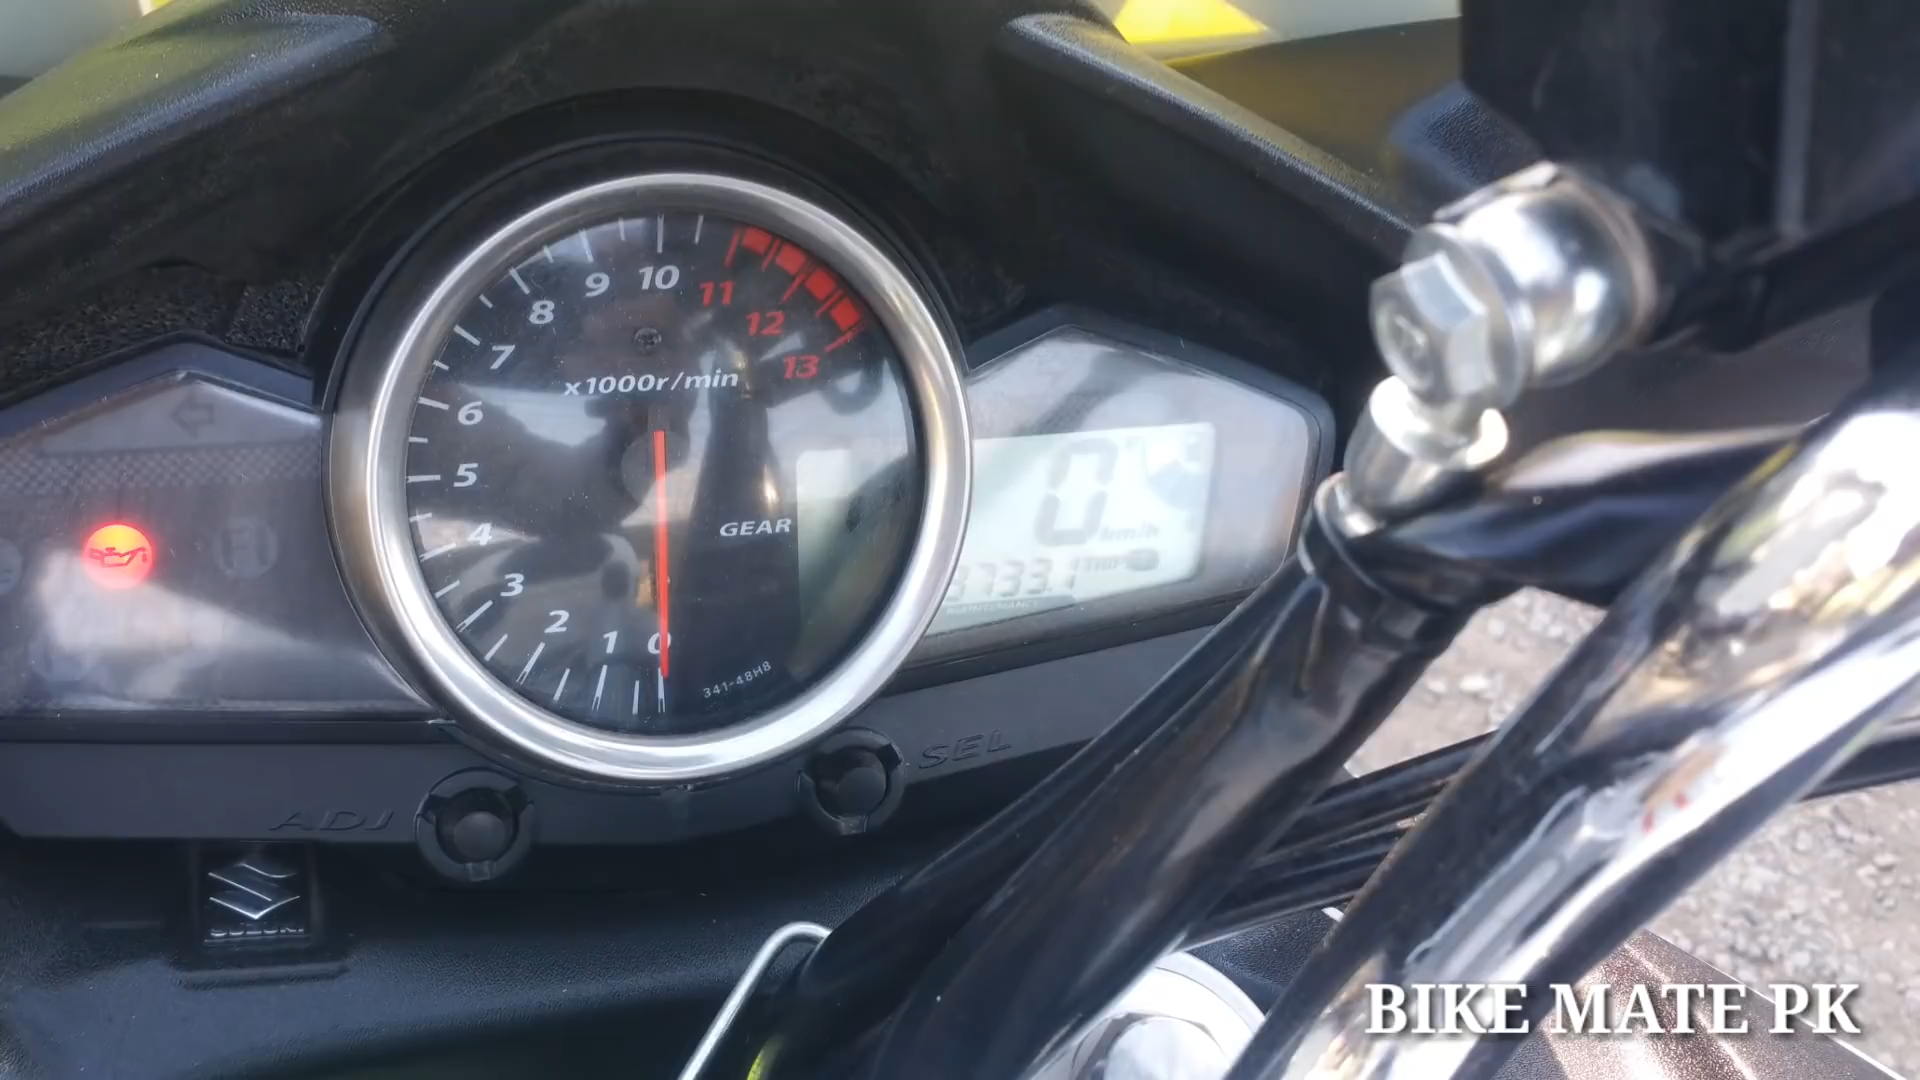 10
9
11
8
12
7
13
x1000r/min
6
5
0
km/h
GEAR
4
3
2
1
0
341-48H8
SEL
ADJ
SUZUKI
BIKE MATE PK